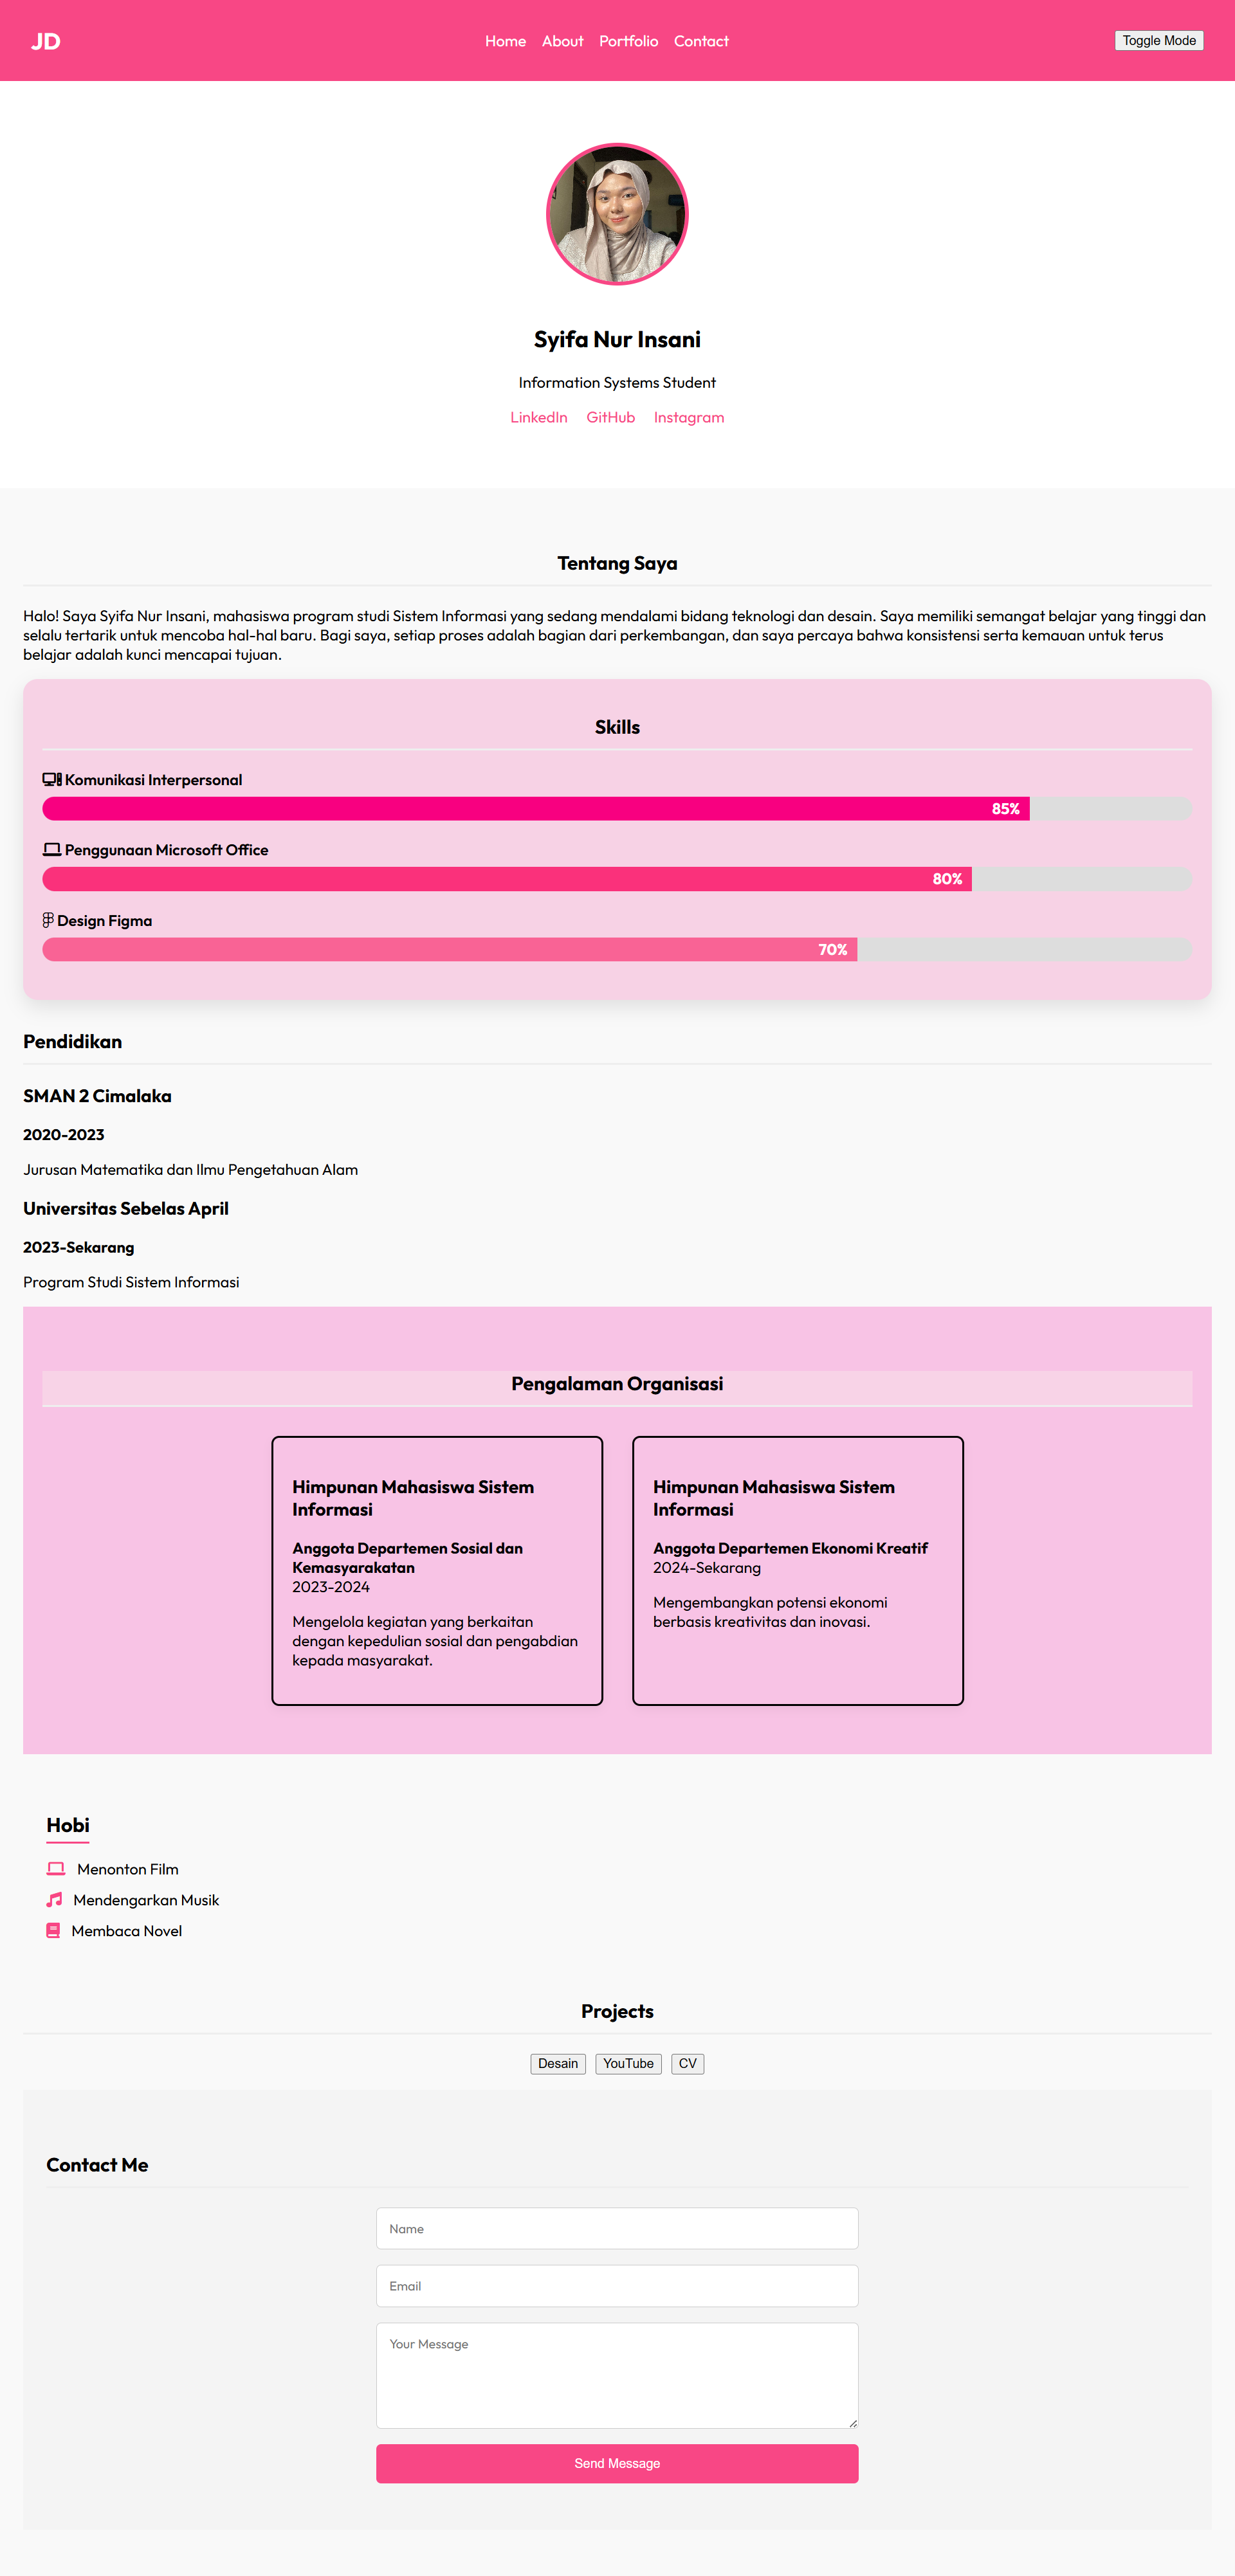 JD
Home About Portfolio Contact
Toggle Mode
Syifa Nur Insani
Information Systems Student
LinkedIn GitHub Instagram
Tentang Saya
Halo! Saya Syifa Nur Insani, mahasiswa program studi Sistem Informasi yang sedang mendalami bidang teknologi dan desain. Saya memiliki semangat belajar yang tinggi dan
selalu tertarik untuk mencoba hal-hal baru. Bagi saya, setiap proses adalah bagian dari perkembangan, dan saya percaya bahwa konsistensi serta kemauan untuk terus
belajar adalah kunci mencapai tujuan.
Skills
Komunikasi Interpersonal
85%
Penggunaan Microsoft Office
80%
Design Figma
70%
Pendidikan
SMAN 2 Cimalaka
2020-2023
Jurusan Matematika dan Ilmu Pengetahuan Alam
Universitas Sebelas April
2023-Sekarang
Program Studi Sistem Informasi
Pengalaman Organisasi
Himpunan Mahasiswa Sistem
Informasi
Anggota Departemen Sosial dan
Kemasyarakatan
2023-2024
Mengelola kegiatan yang berkaitan
dengan kepedulian sosial dan pengabdian
kepada masyarakat.
Himpunan Mahasiswa Sistem
Informasi
Anggota Departemen Ekonomi Kreatif
2024-Sekarang
Mengembangkan potensi ekonomi
berbasis kreativitas dan inovasi.
Hobi
Menonton Film
Mendengarkan Musik
Membaca Novel
Projects
Desain YouTube CV
Contact Me
Name
Email
Your Message
Send Message